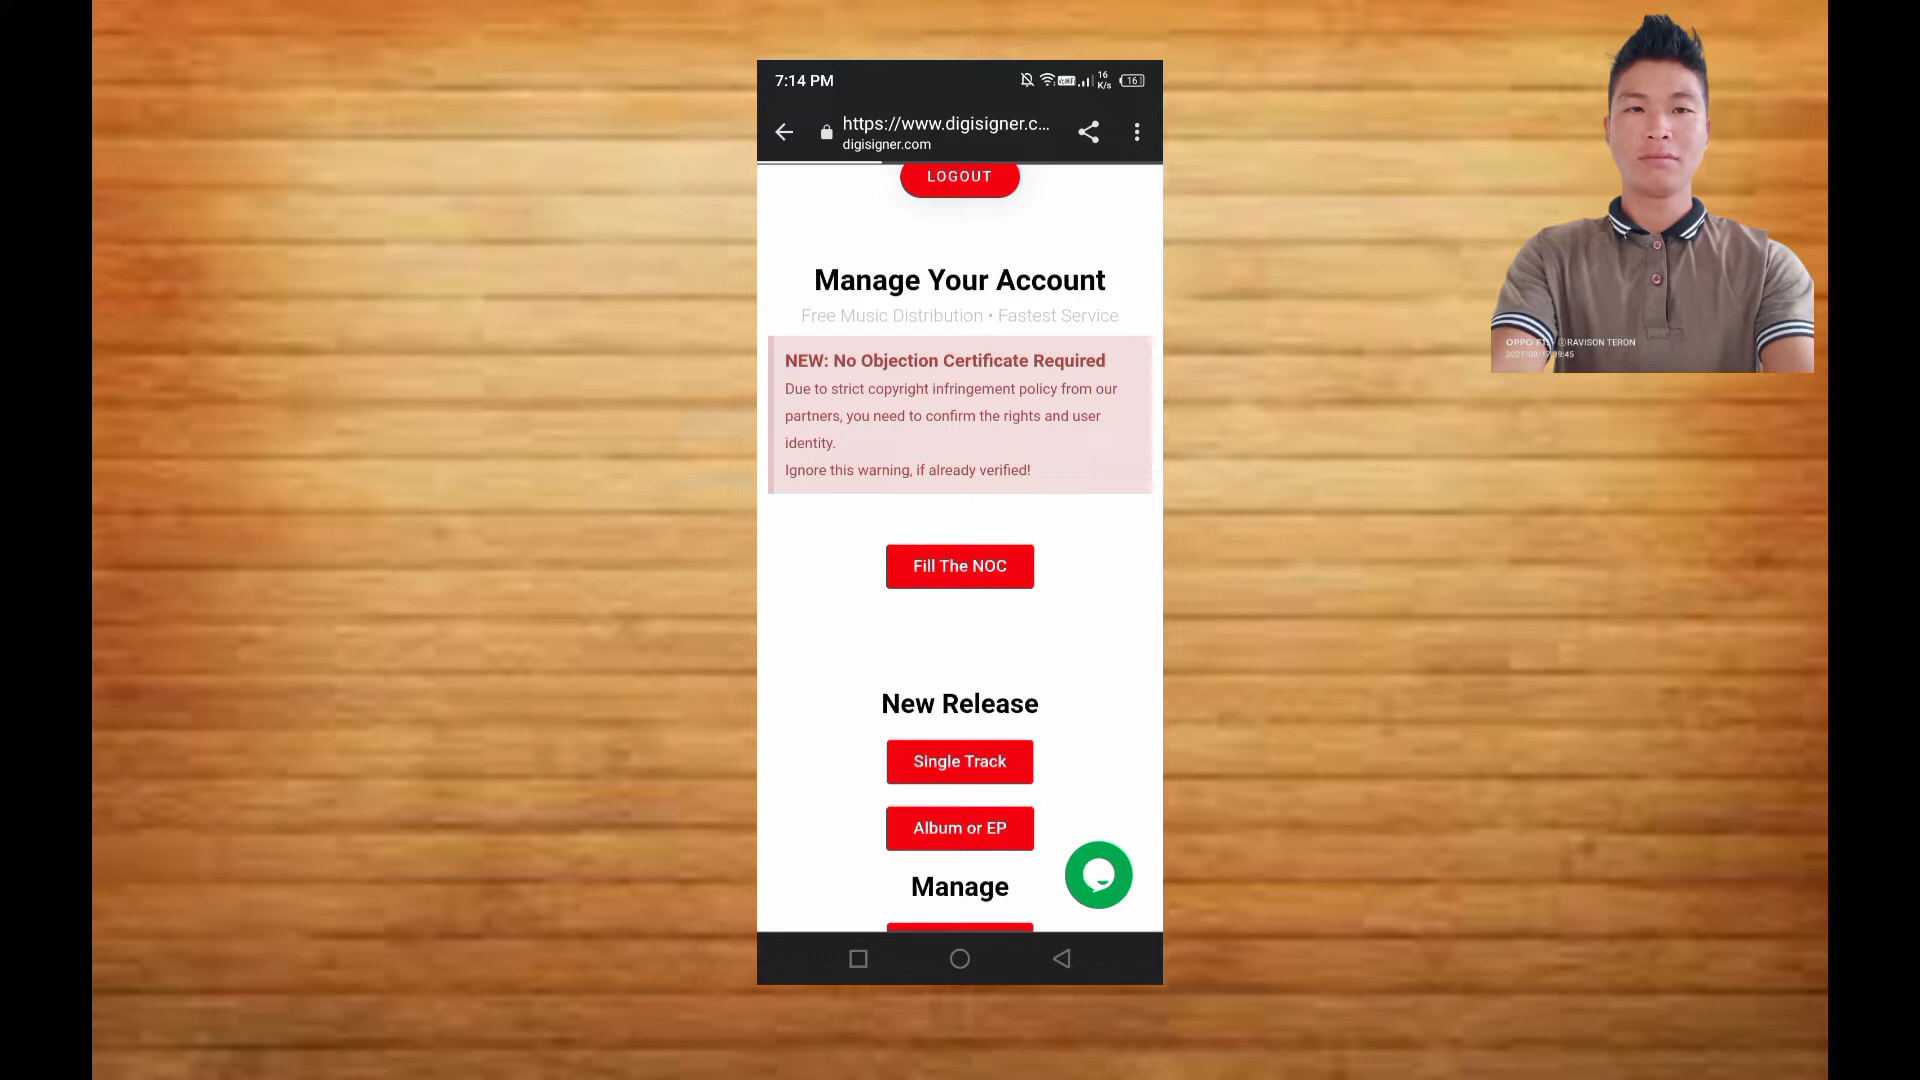 7:14 PM
16
K/s
16
https://www.digisigner.c...
digisigner.com
LOGOUT
Manage Your Account
Free Music Distribution • Fastest Service
NEW: No Objection Certificate Required
Due to strict copyright infringement policy from our
partners, you need to confirm the rights and user
identity.
Ignore this warning, if already verified!
Fill The NOC
New Release
Single Track
Album or EP
Manage
RAVISON TERON